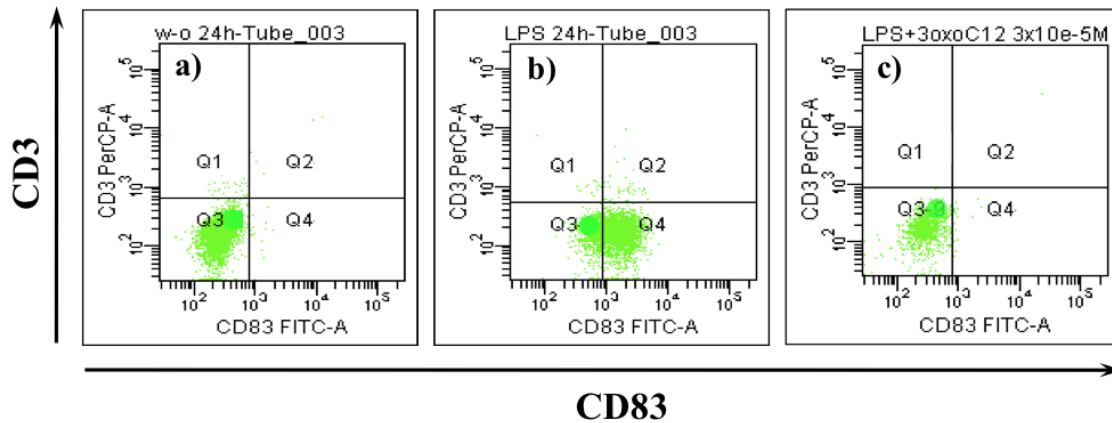 w-o 24h-Tube_003
a)
CD3 PerCP-A
10^5
10^4
10^3
10^2
Q1
Q2
Q3
Q4
10^2
10^3
10^4
10^5
CD83 FITC-A
LPS 24h-Tube_003
b)
CD3 PerCP-A
10^5
10^4
10^3
10^2
Q1
Q2
Q3
Q4
10^2
10^3
10^4
10^5
CD83 FITC-A
LPS+3oxoC12 3x10e-5M
c)
CD3 PerCP-A
10^5
10^4
10^3
10^2
Q1
Q2
Q3-9
Q4
10^2
10^3
10^4
10^5
CD83 FITC-A
CD3
CD83